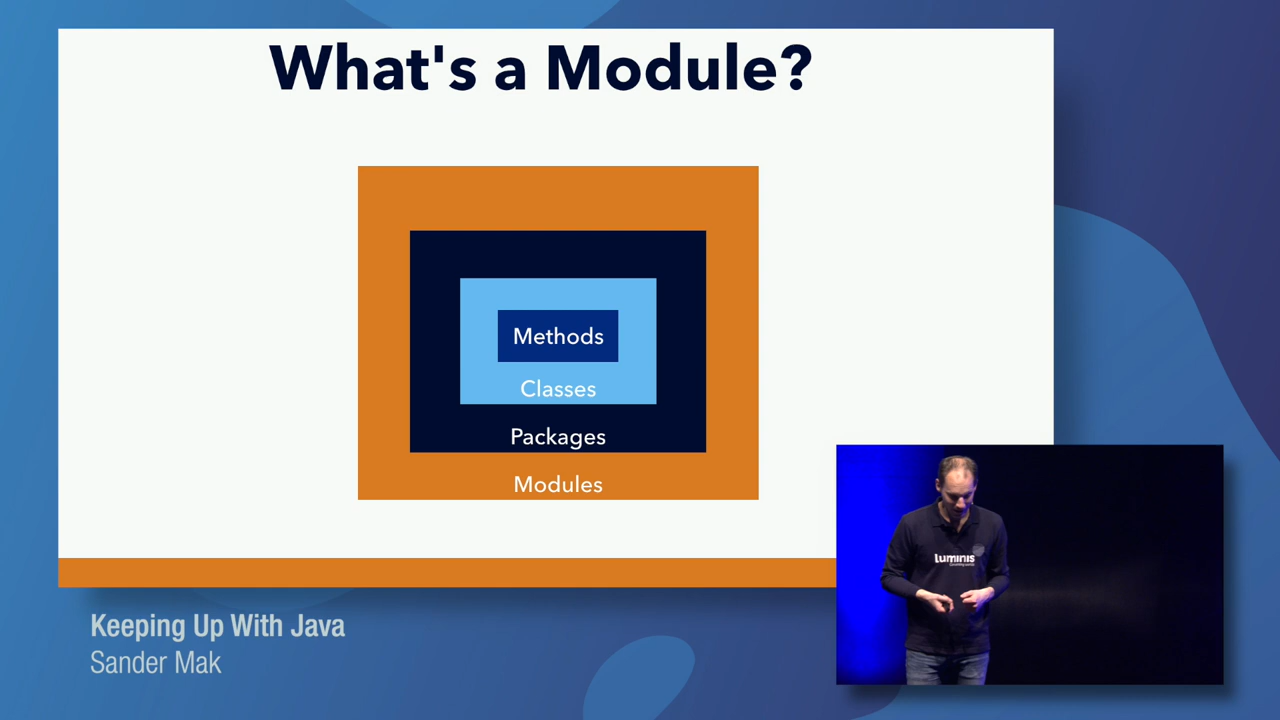 What's a Module?
Methods
Classes
Packages
Modules
luminis
Keeping Up With Java
Sander Mak